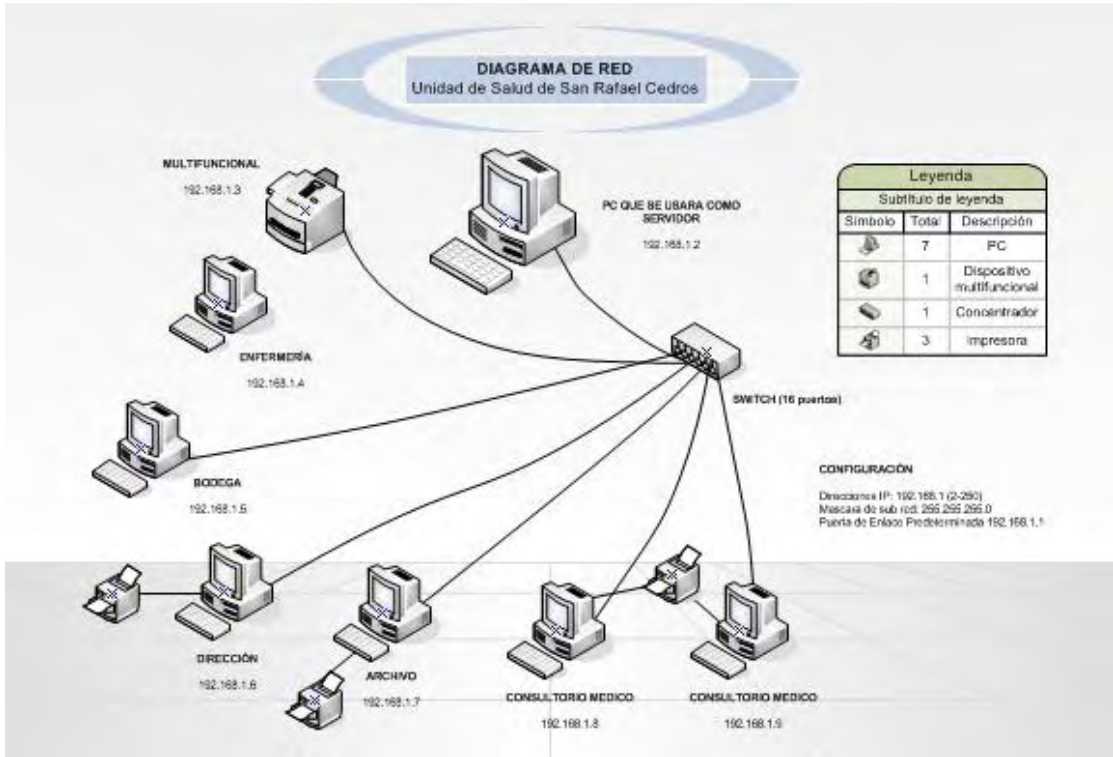 DIAGRAMA DE RED
Unidad de Salud de San Rafael Cedros
MULTIFUNCIONAL
192.168.1.3
PC QUE SE USARA COMO
SERVIDOR
192.168.1.2
Leyenda
Subtítulo de leyenda
Símbolo Total Descripción
7 PC
1 Dispositivo
multifuncional
1 Concentrador
3 Impresora
ENFERMERÍA
192.168.1.4
SWITCH (16 puertos)
BODEGA
192.168.1.5
CONFIGURACIÓN
Direcciones IP: 192.168.1 (2-250)
Mascara de sub red: 255.255.255.0
Puerta de Enlace Predeterminada 192.168.1.1
DIRECCIÓN
192.168.1.6
ARCHIVO
192.168.1.7
CONSULTORIO MEDICO
192.168.1.8
CONSULTORIO MEDICO
192.168.1.9